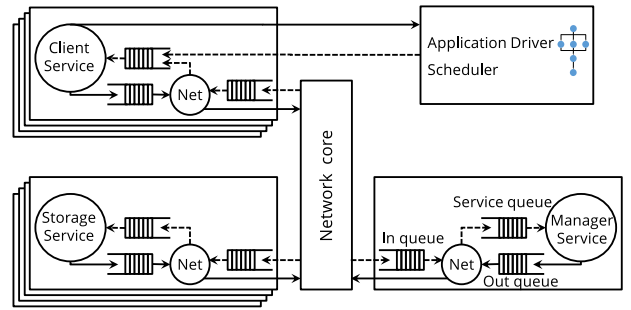 Client
Service
Net
Application Driver
Scheduler
Network core
Storage
Service
Net
In queue
Service queue
Manager
Service
Net
Out queue